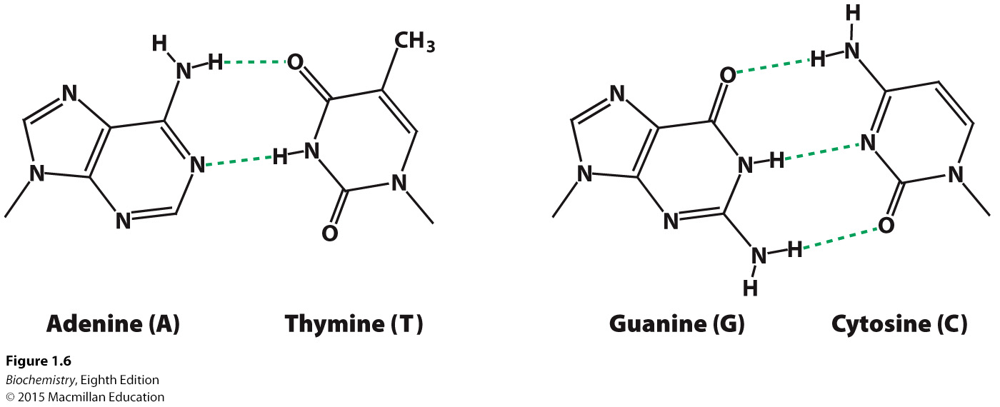 H
H
N
H
O
CH3
N
N
H
N
N
N
N
O
H
H
N
O
N
N
H
N
N
N
N
N
H
H
O
Adenine (A)
Thymine (T)
Guanine (G)
Cytosine (C)
Figure 1.6
Biochemistry, Eighth Edition
© 2015 Macmillan Education